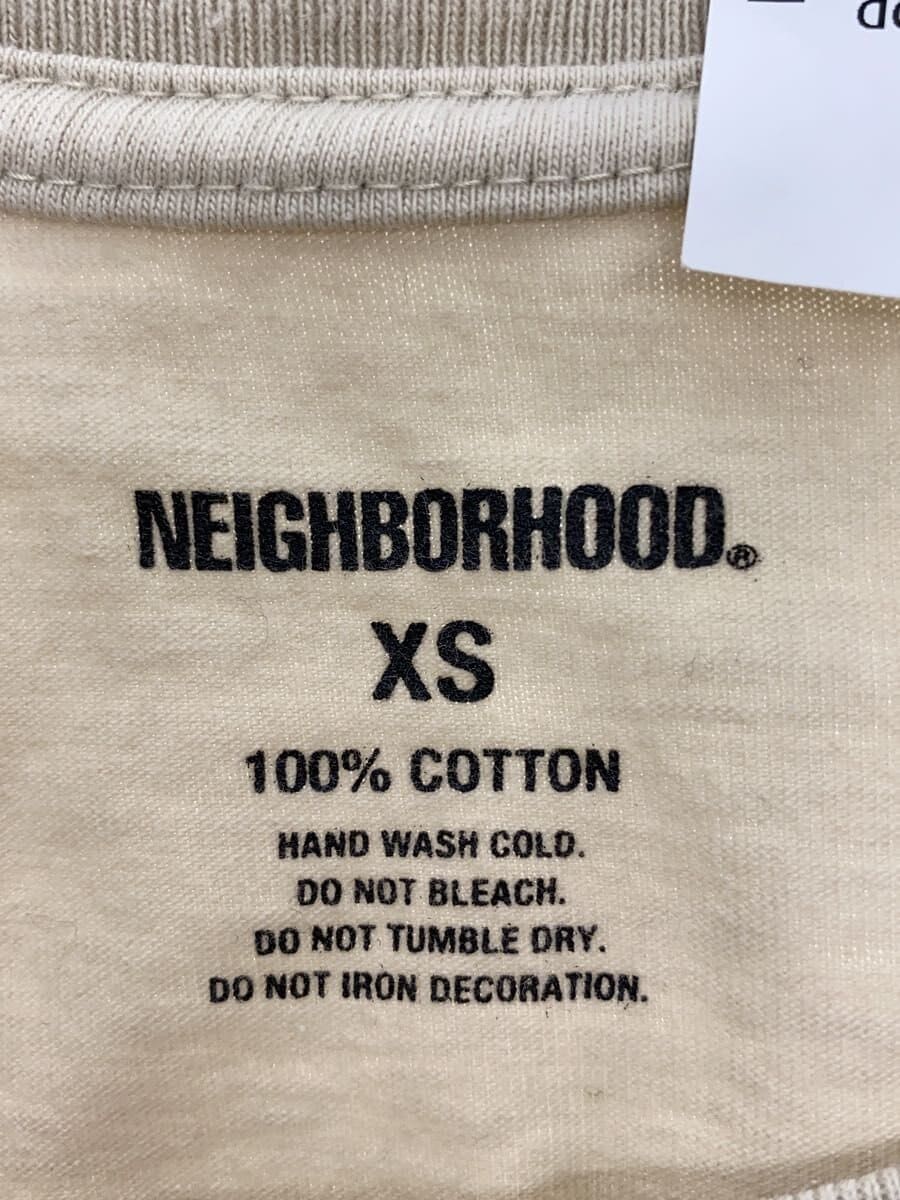 NEIGHBORHOOD.®
XS
100% COTTON
HAND WASH COLD.
DO NOT BLEACH.
DO NOT TUMBLE DRY.
DO NOT IRON DECORATION.